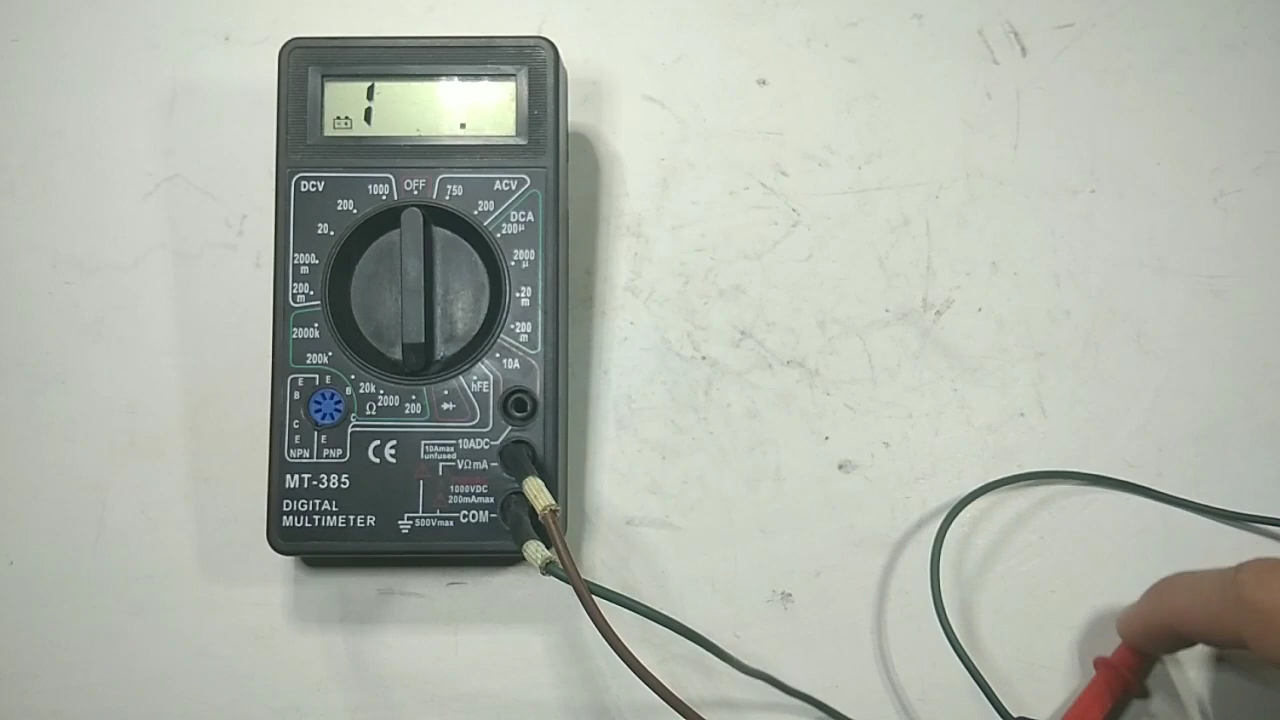 1 .
DCV
1000
OFF
750
ACV
200
200
DCA
20
200µ
2000
m
2000
µ
200
m
20
m
2000k
200
m
200k
10A
20k
hFE
Ω
2000
200
E
E
B
B
C
C
E
E
NPN
PNP
CE
10Amax
unfused
10ADC
VΩmA
MT-385
1000VDC
200mAmax
DIGITAL
MULTIMETER
500Vmax
COM